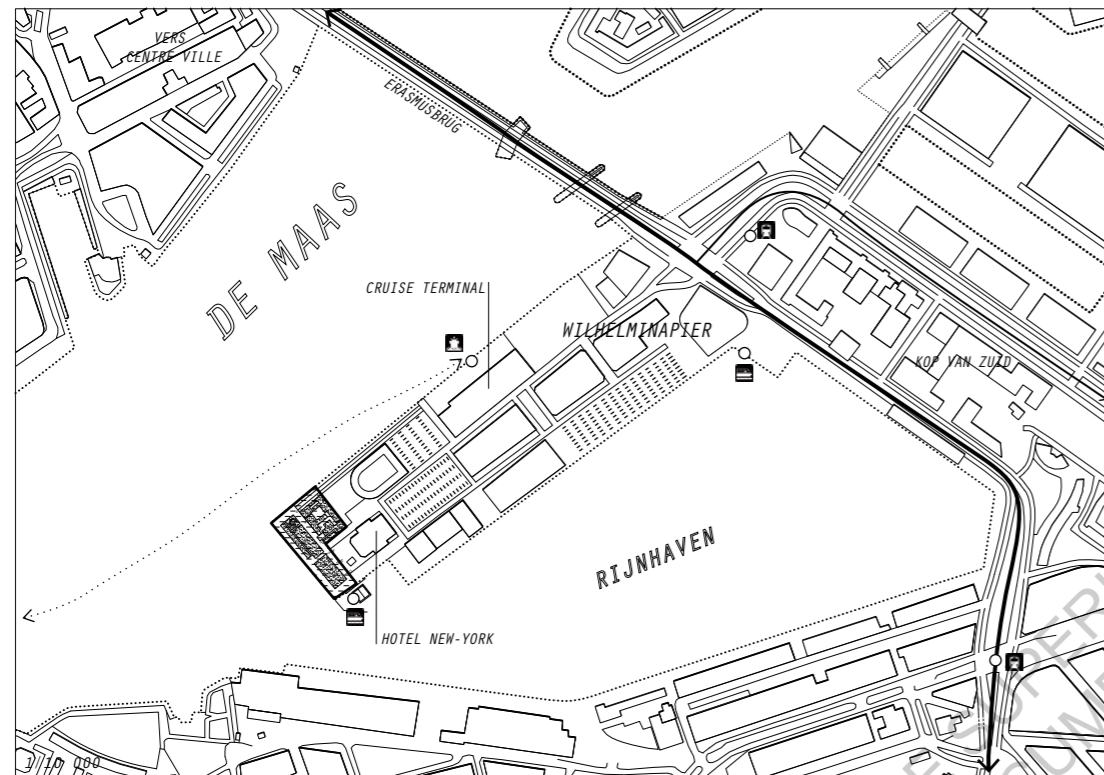 VERS
CENTRE VILLE
ERASMUSBRUG
DE MAAS
CRUISE TERMINAL
WILHELMINAPIER
KOP VAN ZUID
RIJNHAVEN
HOTEL NEW-YORK
1/10 000